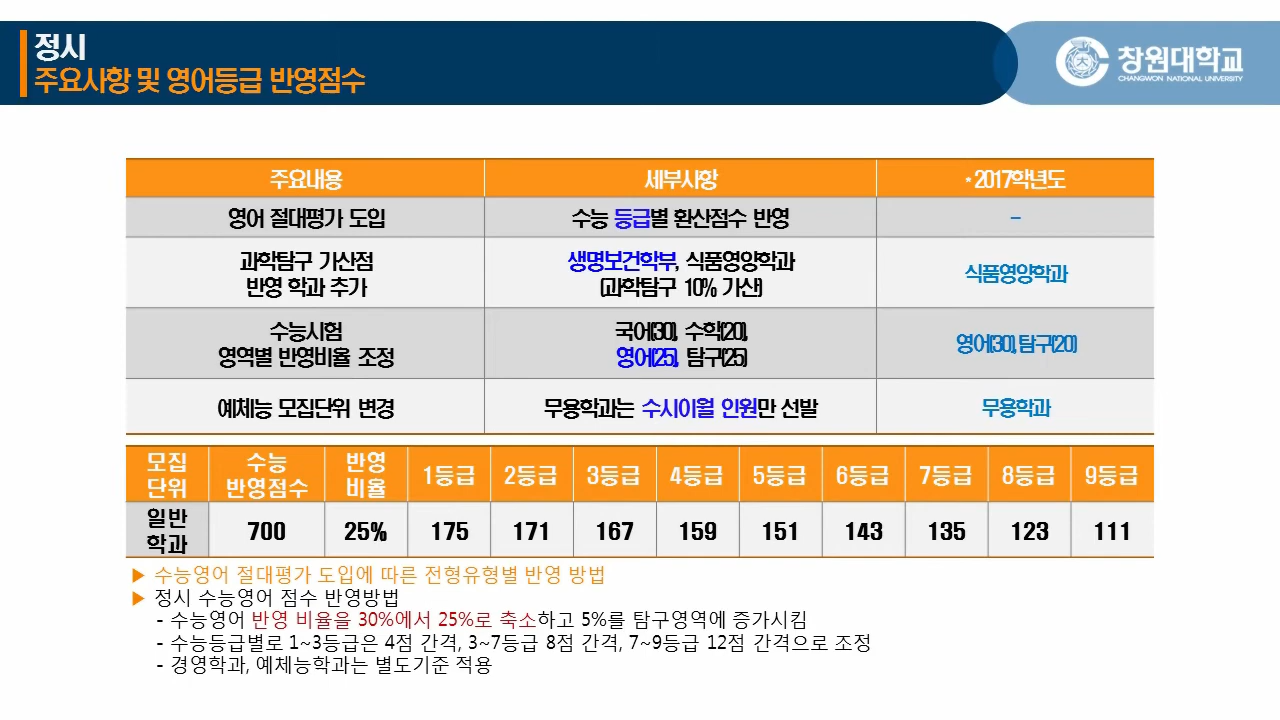 정시
주요사항 및 영어등급 반영점수
창원대학교
CHANGWON NATIONAL UNIVERSITY
주요내용 세부사항 * 2017학년도
영어 절대평가 도입 수능 등급별 환산점수 반영 -
과학탐구 가산점
반영 학과 추가
생명보건학부, 식품영양학과
(과학탐구 10% 가산)
식품영양학과
수능시험
영역별 반영비율 조정
국어(30), 수학(20),
영어(25), 탐구(25)
영어(30),탐구(20)
예체능 모집단위 변경 무용학과는 수시이월 인원만 선발 무용학과
모집
단위
수능
반영점수
반영
비율
1등급 2등급 3등급 4등급 5등급 6등급 7등급 8등급 9등급
일반
학과
700 25% 175 171 167 159 151 143 135 123 111
▶ 수능영어 절대평가 도입에 따른 전형유형별 반영 방법
▶ 정시 수능영어 점수 반영방법
- 수능영어 반영 비율을 30%에서 25%로 축소하고 5%를 탐구영역에 증가시킴
- 수능등급별로 1~3등급은 4점 간격, 3~7등급 8점 간격, 7~9등급 12점 간격으로 조정
- 경영학과, 예체능학과는 별도기준 적용